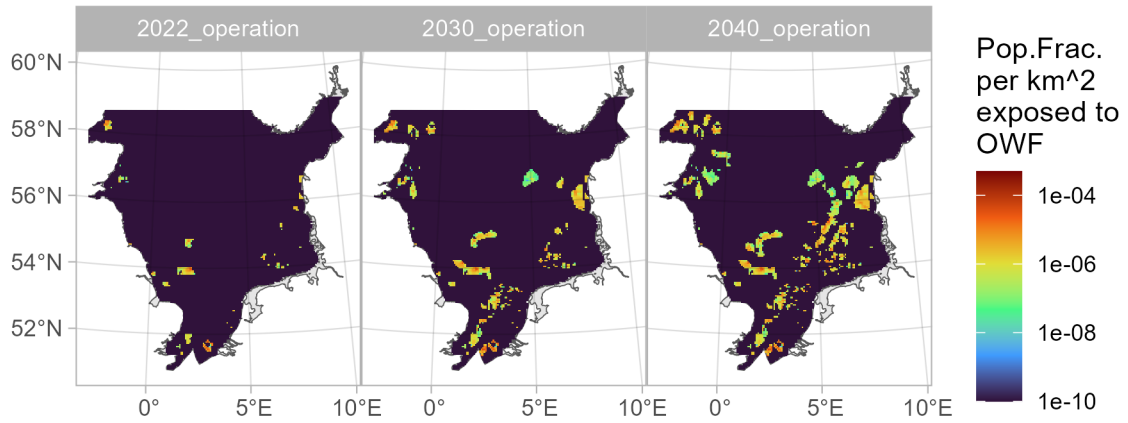 2022_operation 2030_operation 2040_operation
60°N
58°N
56°N
54°N
52°N
0° 5°E 10°E 0° 5°E 10°E 0° 5°E 10°E
Pop.Frac.
per km^2
exposed to
OWF
1e-04
1e-06
1e-08
1e-10